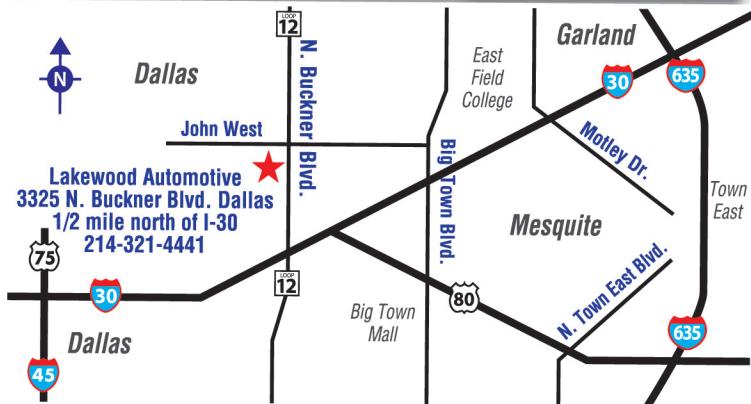 LOOP
12
Garland
Dallas
East
Field
College
30
635
N
N. Buckner Blvd.
John West
Big Town Blvd.
Motley Dr.
Lakewood Automotive
3325 N. Buckner Blvd. Dallas
1/2 mile north of I-30
214-321-4441
Town
East
Mesquite
75
30
LOOP
12
80
N. Town East Blvd.
Big Town
Mall
Dallas
635
45